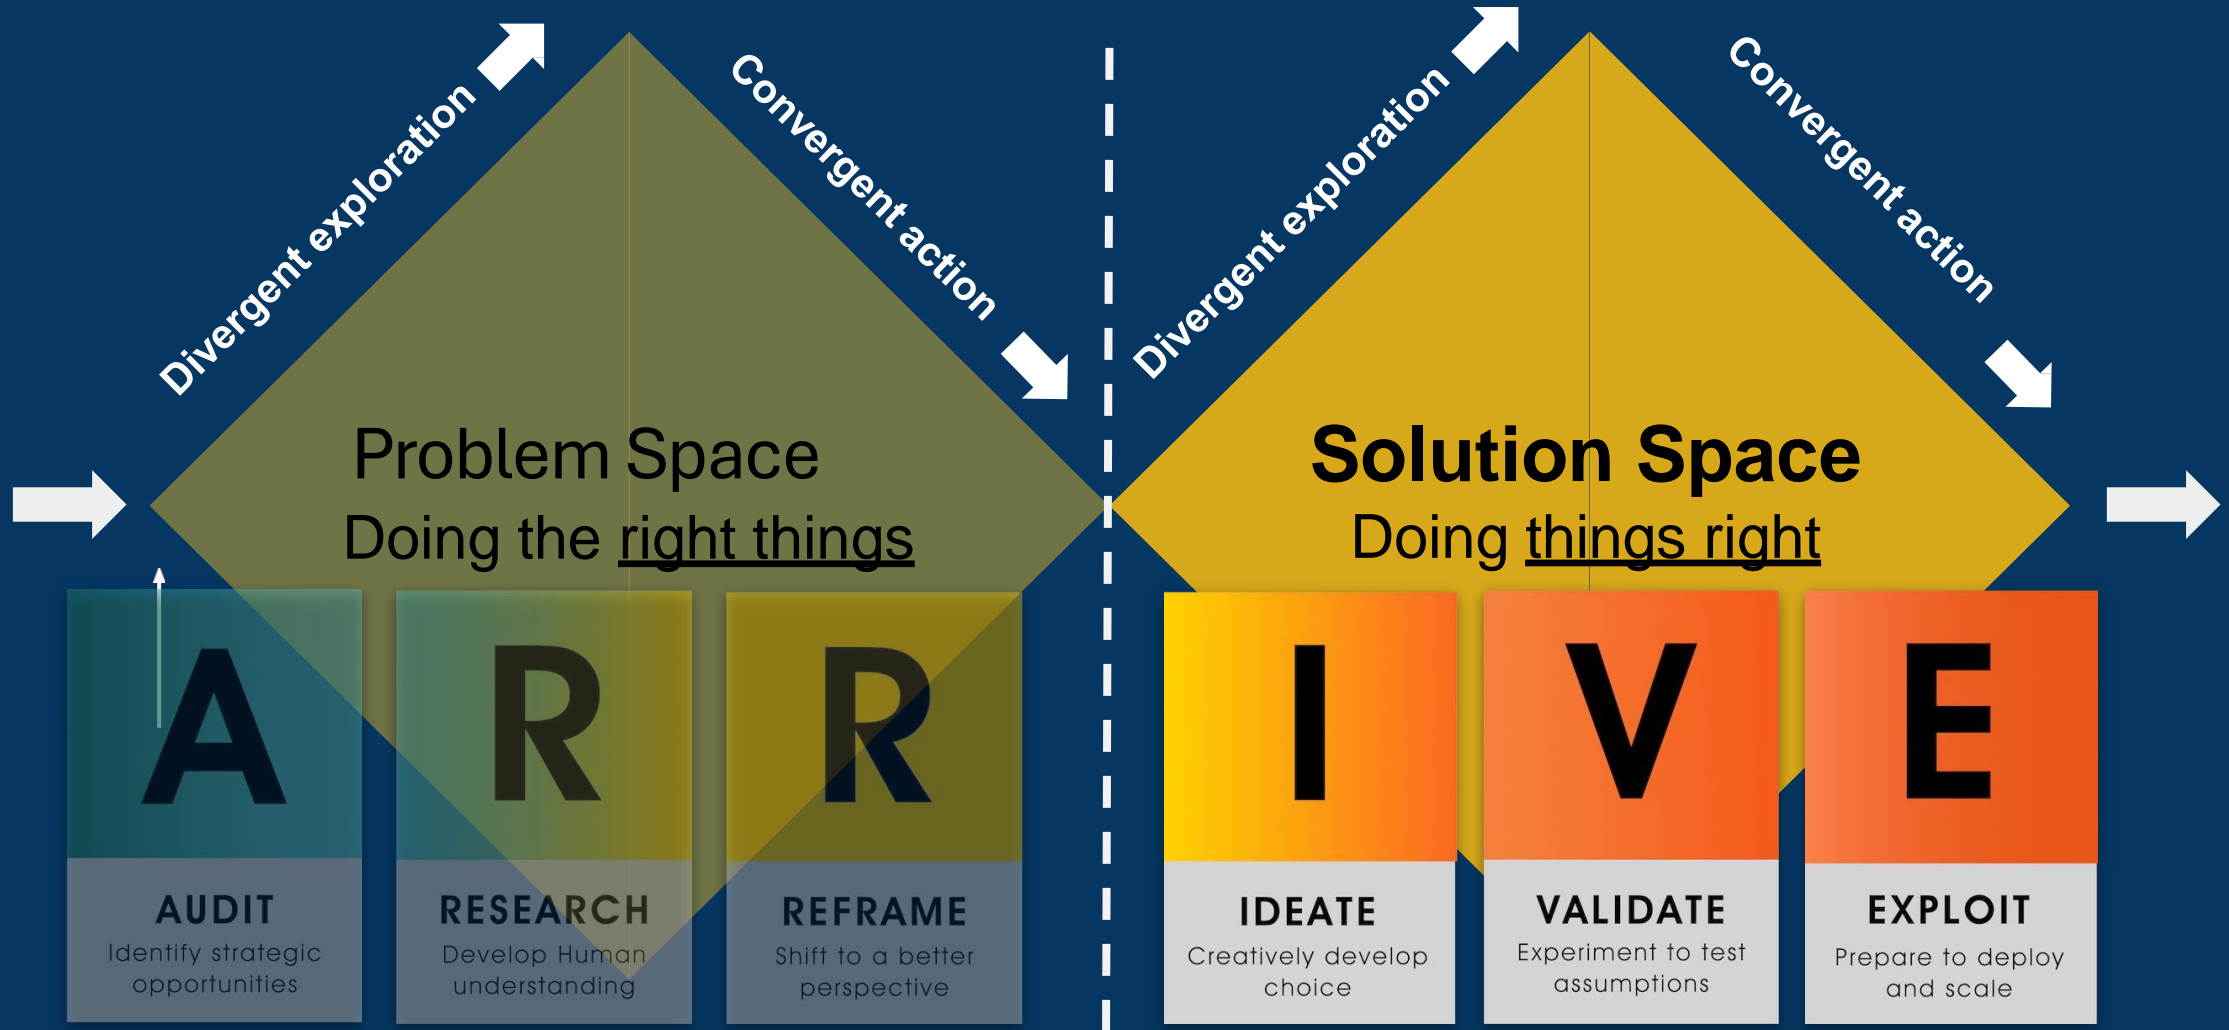 Divergent exploration
Convergent action
Divergent exploration
Convergent action
Problem Space
Doing the right things
Solution Space
Doing things right
A
AUDIT
Identify strategic
opportunities
R
RESEARCH
Develop Human
understanding
R
REFRAME
Shift to a better
perspective
I
IDEATE
Creatively develop
choice
V
VALIDATE
Experiment to test
assumptions
E
EXPLOIT
Prepare to deploy
and scale